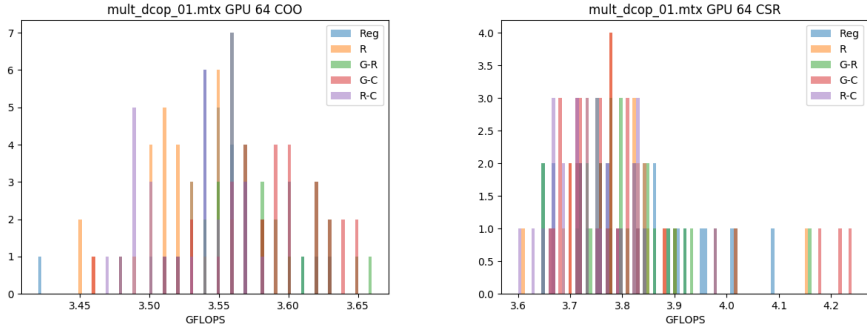 mult_dcop_01.mtx GPU 64 COO
7
6
5
4
3
2
1
0
3.45
3.50
3.55
3.60
3.65
GFLOPS
Reg
R
G-R
G-C
R-C
mult_dcop_01.mtx GPU 64 CSR
4.0
3.5
3.0
2.5
2.0
1.5
1.0
0.5
0.0
3.6
3.7
3.8
3.9
4.0
4.1
4.2
GFLOPS
Reg
R
G-R
G-C
R-C